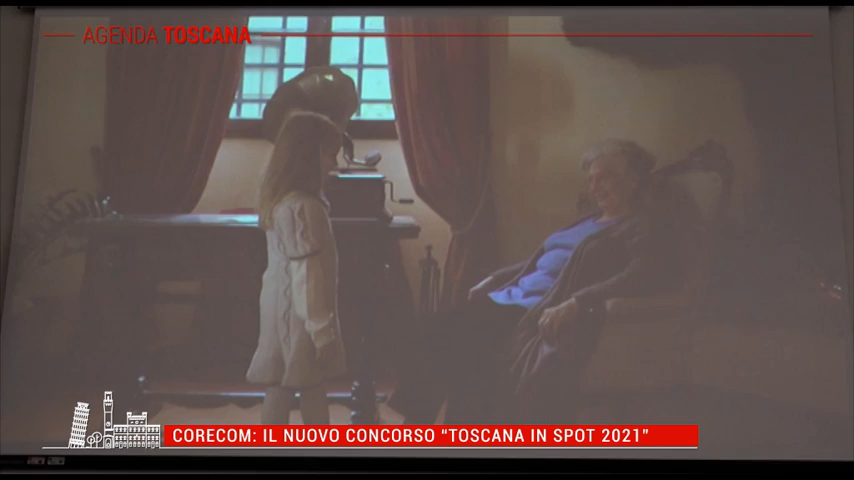 AGENDA TOSCANA
CORECOM: IL NUOVO CONCORSO “TOSCANA IN SPOT 2021”